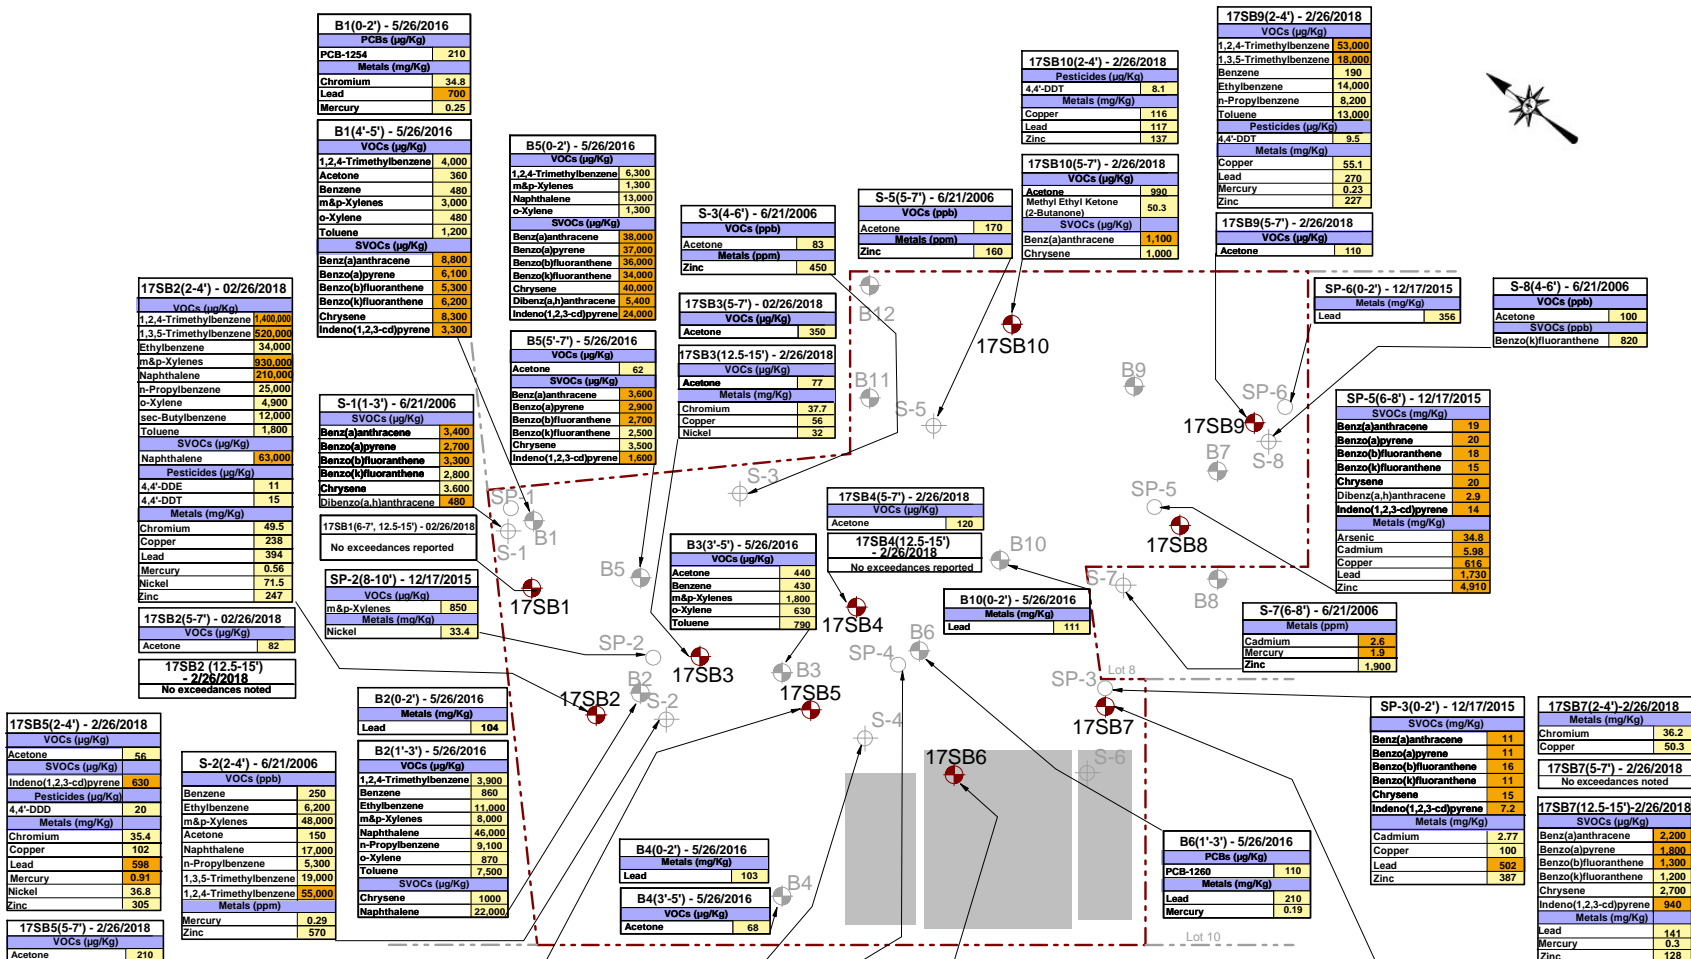 B1(0-2') - 5/26/2016
PCBs (µg/Kg)
PCB-1254 210
Metals (mg/Kg)
Chromium 34.8
Lead 700
Mercury 0.25
B1(4'-5') - 5/26/2016
VOCs (µg/Kg)
1,2,4-Trimethylbenzene 4,000
Acetone 360
Benzene 480
m&p-Xylenes 3,000
o-Xylene 480
Toluene 1,200
SVOCs (µg/Kg)
Benz(a)anthracene 8,800
Benzo(a)pyrene 6,100
Benzo(b)fluoranthene 5,300
Benzo(k)fluoranthene 6,200
Chrysene 8,300
Indeno(1,2,3-cd)pyrene 3,300
B5(0-2') - 5/26/2016
VOCs (µg/Kg)
1,2,4-Trimethylbenzene 6,300
m&p-Xylenes 1,300
Naphthalene 13,000
o-Xylene 1,300
SVOCs (µg/Kg)
Benz(a)anthracene 38,000
Benzo(a)pyrene 37,000
Benzo(b)fluoranthene 36,000
Benzo(k)fluoranthene 34,000
Chrysene 40,000
Dibenz(a,h)anthracene 5,400
Indeno(1,2,3-cd)pyrene 24,000
B5(5'-7') - 5/26/2016
VOCs (µg/Kg)
Acetone 62
SVOCs (µg/Kg)
Benz(a)anthracene 3,600
Benzo(a)pyrene 2,900
Benzo(b)fluoranthene 2,700
Benzo(k)fluoranthene 2,500
Chrysene 3,500
Indeno(1,2,3-cd)pyrene 1,600
S-3(4-6') - 6/21/2006
VOCs (ppb)
Acetone 83
Metals (ppm)
Zinc 450
17SB3(5-7') - 02/26/2018
VOCs (µg/Kg)
Acetone 350
17SB3(12.5-15') - 2/26/2018
VOCs (µg/Kg)
Acetone 77
Metals (mg/Kg)
Chromium 37.7
Copper 56
Nickel 32
S-5(5-7') - 6/21/2006
VOCs (ppb)
Acetone 170
Metals (ppm)
Zinc 160
17SB10(2-4') - 2/26/2018
Pesticides (µg/Kg)
4,4'-DDT 8.1
Metals (mg/Kg)
Copper 116
Lead 117
Zinc 137
17SB10(5-7') - 2/26/2018
VOCs (µg/Kg)
Acetone 990
Methyl Ethyl Ketone
(2-Butanone) 50.3
SVOCs (µg/Kg)
Benz(a)anthracene 1,100
Chrysene 1,000
17SB9(2-4') - 2/26/2018
VOCs (µg/Kg)
1,2,4-Trimethylbenzene 53,000
1,3,5-Trimethylbenzene 18,000
Benzene 190
Ethylbenzene 14,000
n-Propylbenzene 8,200
Toluene 13,000
Pesticides (µg/Kg)
4,4'-DDT 9.5
Metals (mg/Kg)
Copper 55.1
Lead 270
Mercury 0.23
Zinc 227
17SB9(5-7') - 2/26/2018
VOCs (µg/Kg)
Acetone 110
SP-6(0-2') - 12/17/2015
Metals (mg/Kg)
Lead 356
S-8(4-6') - 6/21/2006
VOCs (ppb)
Acetone 100
SVOCs (ppb)
Benzo(k)fluoranthene 820
SP-5(6-8') - 12/17/2015
SVOCs (mg/Kg)
Benz(a)anthracene 19
Benzo(a)pyrene 20
Benzo(b)fluoranthene 18
Benzo(k)fluoranthene 15
Chrysene 20
Dibenz(a,h)anthracene 2.9
Indeno(1,2,3-cd)pyrene 14
Metals (mg/Kg)
Arsenic 34.8
Cadmium 5.98
Copper 616
Lead 1,730
Zinc 4,910
17SB2(2-4') - 02/26/2018
VOCs (µg/Kg)
1,2,4-Trimethylbenzene 1,400,000
1,3,5-Trimethylbenzene 520,000
Ethylbenzene 34,000
m&p-Xylenes 930,000
Naphthalene 210,000
n-Propylbenzene 25,000
o-Xylene 4,900
sec-Butylbenzene 12,000
Toluene 1,800
SVOCs (µg/Kg)
Naphthalene 63,000
Pesticides (µg/Kg)
4,4'-DDE 11
4,4'-DDT 15
Metals (mg/Kg)
Chromium 49.5
Copper 238
Lead 394
Mercury 0.56
Nickel 71.5
Zinc 247
17SB2(5-7') - 02/26/2018
VOCs (µg/Kg)
Acetone 82
17SB2 (12.5-15')
- 2/26/2018
No exceedances noted
S-1(1-3') - 6/21/2006
SVOCs (µg/Kg)
Benz(a)anthracene 3,400
Benzo(a)pyrene 2,700
Benzo(b)fluoranthene 3,300
Benzo(k)fluoranthene 2,800
Chrysene 3.600
Dibenzo(a,h)anthracene 480
17SB1(6-7', 12.5-15') - 02/26/2018
No exceedances reported
SP-2(8-10') - 12/17/2015
VOCs (µg/Kg)
m&p-Xylenes 850
Metals (mg/Kg)
Nickel 33.4
B3(3'-5') - 5/26/2016
VOCs (µg/Kg)
Acetone 440
Benzene 430
m&p-Xylenes 1,800
o-Xylene 630
Toluene 790
17SB4(5-7') - 2/26/2018
VOCs (µg/Kg)
Acetone 120
17SB4(12.5-15')
- 2/26/2018
No exceedances reported
B10(0-2') - 5/26/2016
Metals (mg/Kg)
Lead 111
S-7(6-8') - 6/21/2006
Metals (ppm)
Cadmium 2.6
Mercury 1.9
Zinc 1,900
B12
17SB10
B11
B9
SP-6
S-5
17SB9
S-8
B7
S-3
SP-1
SP-5
B1
S-1
17SB8
B10
B5
S-7
B8
17SB1
17SB4
B6
SP-2
SP-4
17SB3
B3
Lot 8
B2
SP-3
17SB2
S-2
17SB5
17SB7
S-4
17SB6
S-6
B4
Lot 10
17SB5(2-4') - 2/26/2018
VOCs (µg/Kg)
Acetone 56
SVOCs (µg/Kg)
Indeno(1,2,3-cd)pyrene 630
Pesticides (µg/Kg)
4,4'-DDD 20
Metals (mg/Kg)
Chromium 35.4
Copper 102
Lead 598
Mercury 0.91
Nickel 36.8
Zinc 305
17SB5(5-7') - 2/26/2018
VOCs (µg/Kg)
Acetone 210
S-2(2-4') - 6/21/2006
VOCs (ppb)
Benzene 250
Ethylbenzene 6,200
m&p-Xylenes 48,000
Acetone 150
Naphthalene 17,000
n-Propylbenzene 5,300
1,3,5-Trimethylbenzene 19,000
1,2,4-Trimethylbenzene 55,000
Metals (ppm)
Mercury 0.29
Zinc 570
B2(0-2') - 5/26/2016
Metals (mg/Kg)
Lead 104
B2(1'-3') - 5/26/2016
VOCs (µg/Kg)
1,2,4-Trimethylbenzene 3,900
Benzene 860
Ethylbenzene 11,000
m&p-Xylenes 8,000
Naphthalene 46,000
n-Propylbenzene 9,100
o-Xylene 870
Toluene 7,500
SVOCs (µg/Kg)
Chrysene 1000
Naphthalene 22,000
B4(0-2') - 5/26/2016
Metals (mg/Kg)
Lead 103
B4(3'-5') - 5/26/2016
VOCs (µg/Kg)
Acetone 68
B6(1'-3') - 5/26/2016
PCBs (µg/Kg)
PCB-1260 110
Metals (mg/Kg)
Lead 210
Mercury 0.19
SP-3(0-2') - 12/17/2015
SVOCs (mg/Kg)
Benz(a)anthracene 11
Benzo(a)pyrene 11
Benzo(b)fluoranthene 16
Benzo(k)fluoranthene 11
Chrysene 15
Indeno(1,2,3-cd)pyrene 7.2
Metals (mg/Kg)
Cadmium 2.77
Copper 100
Lead 502
Zinc 387
17SB7(2-4')-2/26/2018
Metals (mg/Kg)
Chromium 36.2
Copper 50.3
17SB7(5-7') - 2/26/2018
No exceedances noted
17SB7(12.5-15')-2/26/2018
SVOCs (µg/Kg)
Benz(a)anthracene 2,200
Benzo(a)pyrene 1,800
Benzo(b)fluoranthene 1,300
Benzo(k)fluoranthene 1,200
Chrysene 2,700
Indeno(1,2,3-cd)pyrene 940
Metals (mg/Kg)
Lead 141
Mercury 0.3
Zinc 128